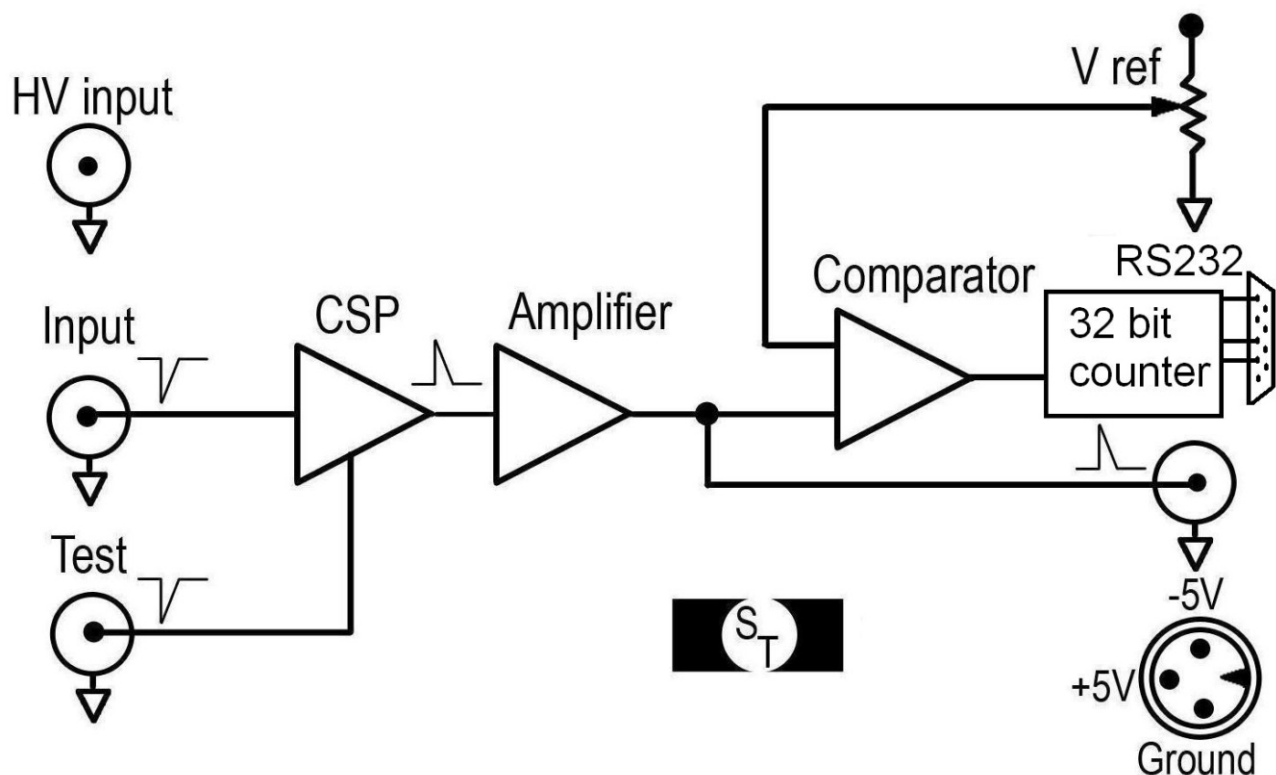 HV input
V ref
RS232
Input
CSP
Amplifier
Comparator
32 bit
counter
Test
S
T
-5V
+5V
Ground